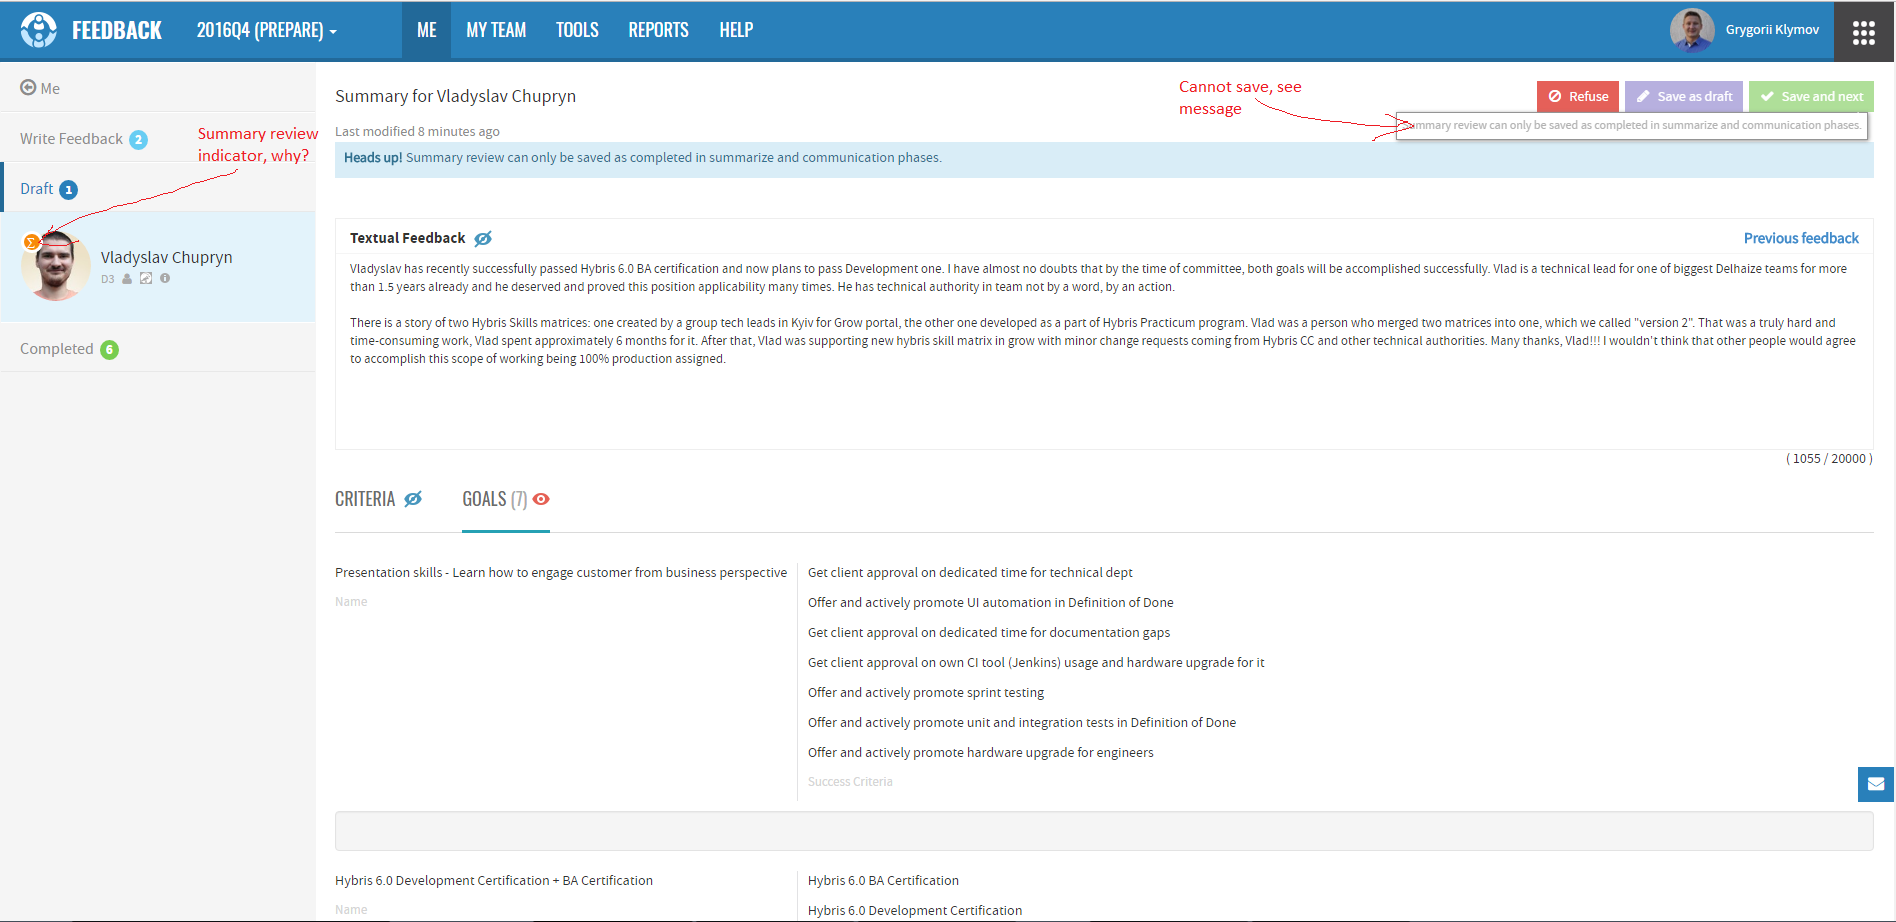 FEEDBACK
2016Q4 (PREPARE)
ME
MY TEAM
TOOLS
REPORTS
HELP
Grygorii Klymov
Me
Write Feedback 2
Draft 1
Vladyslav Chupryn
D3
Completed 6
Summary review
indicator, why?
Summary for Vladyslav Chupryn
Cannot save, see
message
Refuse
Save as draft
Save and next
Last modified 8 minutes ago
ummary review can only be saved as completed in summarize and communication phases.
Heads up! Summary review can only be saved as completed in summarize and communication phases.
Textual Feedback
Previous feedback
Vladyslav has recently successfully passed Hybris 6.0 BA certification and now plans to pass Development one. I have almost no doubts that by the time of committee, both goals will be accomplished successfully. Vlad is a technical lead for one of biggest Delhaize teams for more
than 1.5 years already and he deserved and proved this position applicability many times. He has technical authority in team not by a word, by an action.
There is a story of two Hybris Skills matrices: one created by a group tech leads in Kyiv for Grow portal, the other one developed as a part of Hybris Practicum program. Vlad was a person who merged two matrices into one, which we called "version 2". That was a truly hard and
time-consuming work, Vlad spent approximately 6 months for it. After that, Vlad was supporting new hybris skill matrix in grow with minor change requests coming from Hybris CC and other technical authorities. Many thanks, Vlad!!! I wouldn't think that other people would agree
to accomplish this scope of working being 100% production assigned.
( 1055 / 20000 )
CRITERIA
GOALS (7)
Presentation skills - Learn how to engage customer from business perspective
Name
Get client approval on dedicated time for technical dept
Offer and actively promote UI automation in Definition of Done
Get client approval on dedicated time for documentation gaps
Get client approval on own CI tool (Jenkins) usage and hardware upgrade for it
Offer and actively promote sprint testing
Offer and actively promote unit and integration tests in Definition of Done
Offer and actively promote hardware upgrade for engineers
Success Criteria
Hybris 6.0 Development Certification + BA Certification
Name
Hybris 6.0 BA Certification
Hybris 6.0 Development Certification